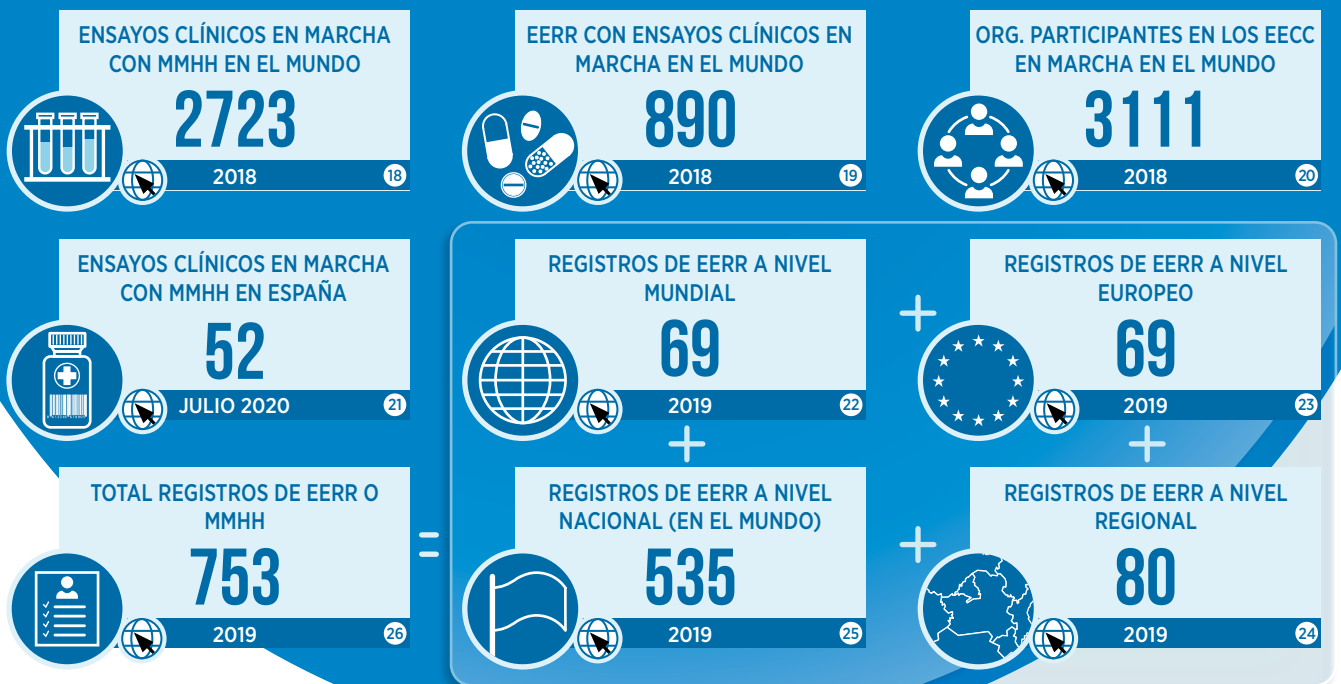 ENSAYOS CLÍNICOS EN MARCHA
CON MMHH EN EL MUNDO
2723
2018
18
EERR CON ENSAYOS CLÍNICOS EN
MARCHA EN EL MUNDO
890
2018
19
ORG. PARTICIPANTES EN LOS EECC
EN MARCHA EN EL MUNDO
3111
2018
20
ENSAYOS CLÍNICOS EN MARCHA
CON MMHH EN ESPAÑA
52
JULIO 2020
21
REGISTROS DE EERR A NIVEL
MUNDIAL
69
2019
22
+
REGISTROS DE EERR A NIVEL
EUROPEO
69
2019
23
+
+
TOTAL REGISTROS DE EERR O
MMHH
753
2019
26
=
REGISTROS DE EERR A NIVEL
NACIONAL (EN EL MUNDO)
535
2019
25
+
REGISTROS DE EERR A NIVEL
REGIONAL
80
2019
24